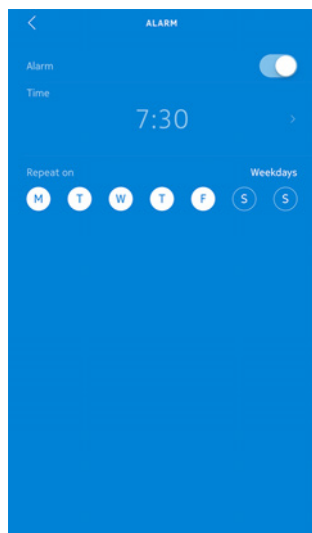 ALARM
Alarm
Time
7:30
Repeat on Weekdays
M T W T F S S